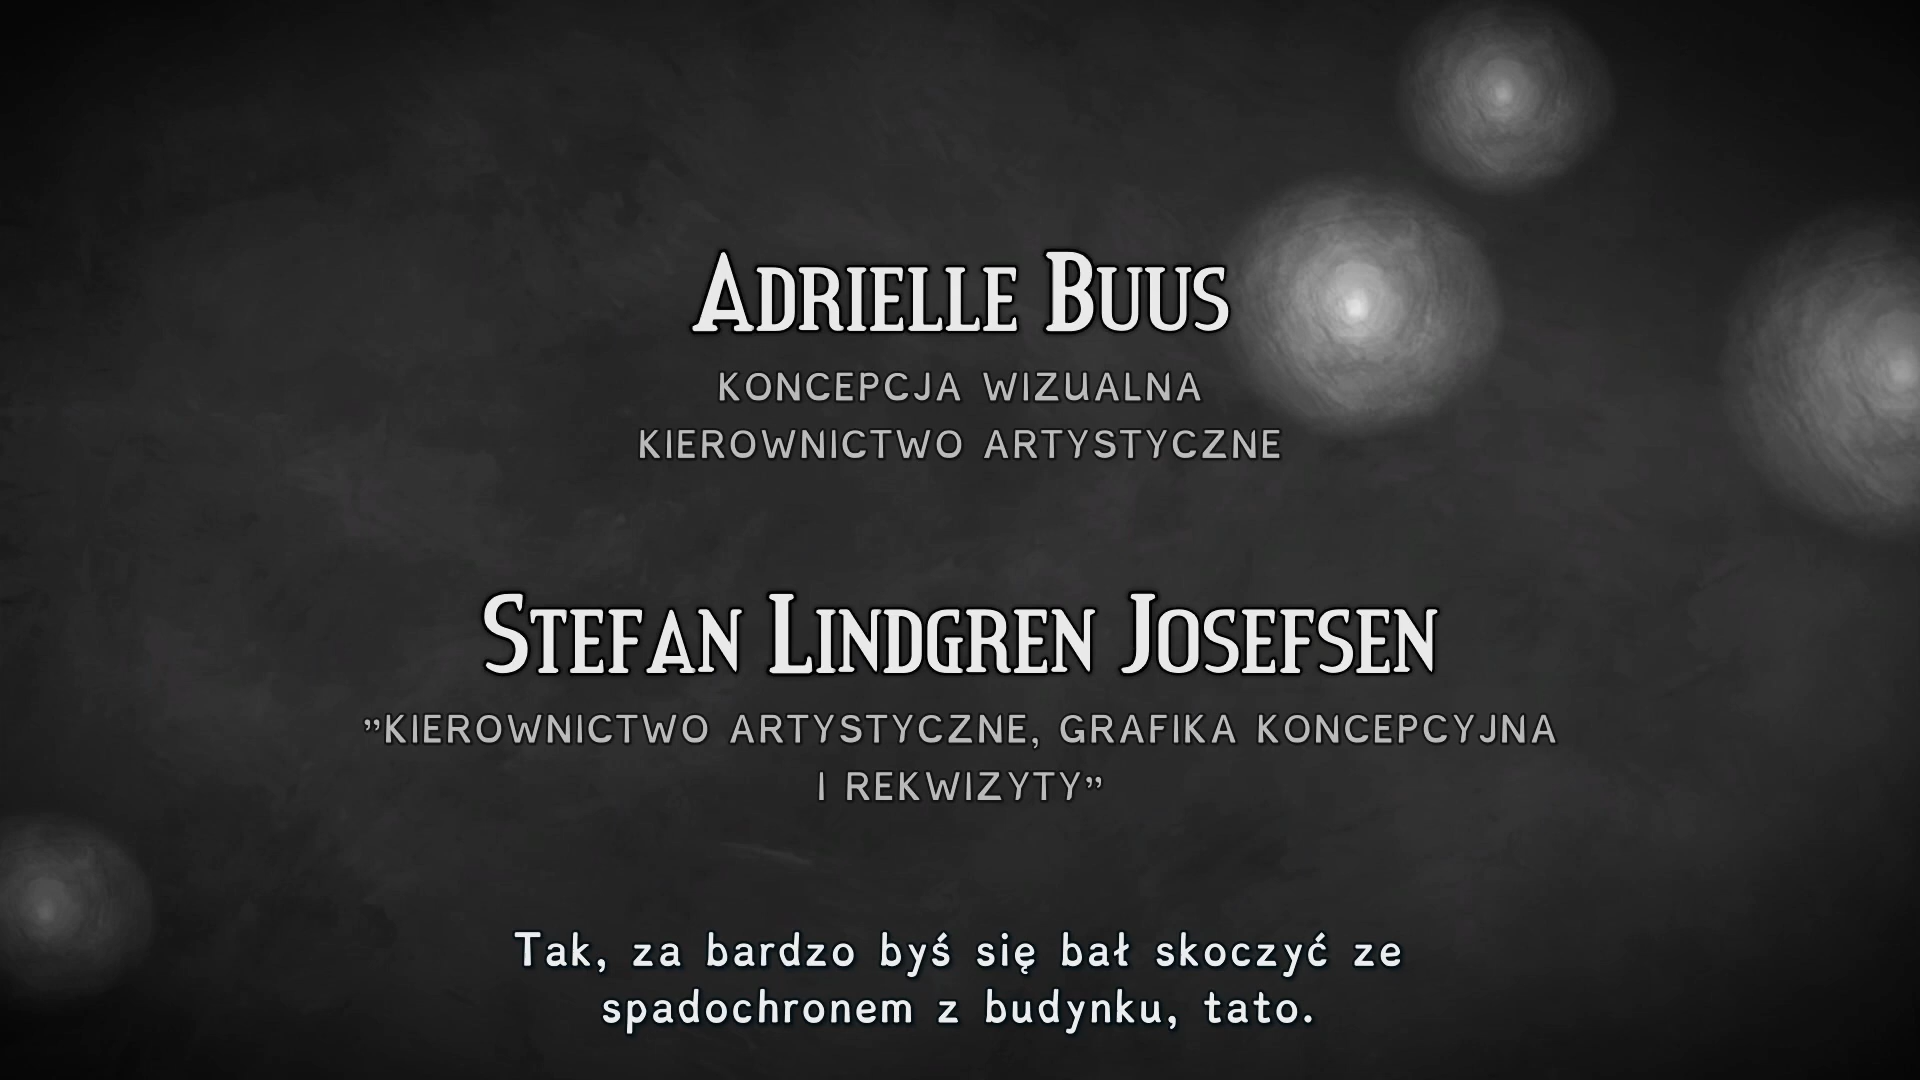 Adrielle Buus
KONCEPCJA WIZUALNA
KIEROWNICTWO ARTYSTYCZNE
Stefan Lindgren Josefsen
”KIEROWNICTWO ARTYSTYCZNE, GRAFIKA KONCEPCYJNA
I REKWIZYTY”
Tak, za bardzo byś się bał skoczyć ze
spadochronem z budynku, tato.